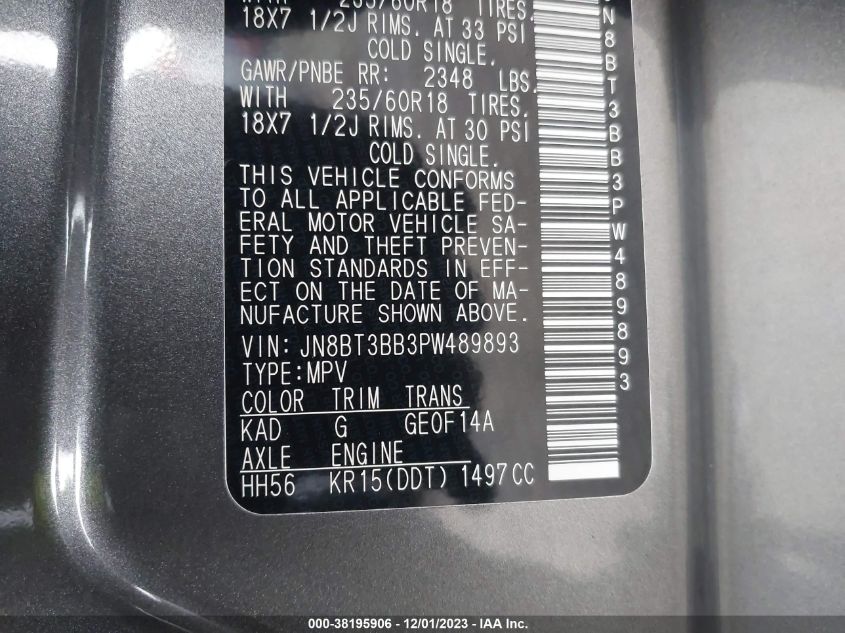 WITH 235/60R18 TIRES.
18X7 1/2J RIMS. AT 33 PSI
COLD SINGLE.
GAWR/PNBE RR: 2348 LBS.
WITH 235/60R18 TIRES.
18X7 1/2J RIMS. AT 30 PSI
COLD SINGLE.
THIS VEHICLE CONFORMS
TO ALL APPLICABLE FED-
ERAL MOTOR VEHICLE SA-
FETY AND THEFT PREVEN-
TION STANDARDS IN EFF-
ECT ON THE DATE OF MA-
NUFACTURE SHOWN ABOVE.
VIN: JN8BT3BB3PW489893
TYPE:MPV
COLOR TRIM TRANS
KAD G GE0F14A
AXLE ENGINE
HH56 KR15(DDT) 1497CC
N8BT3BB3PW489893
000-38195906 - 12/01/2023 - IAA Inc.